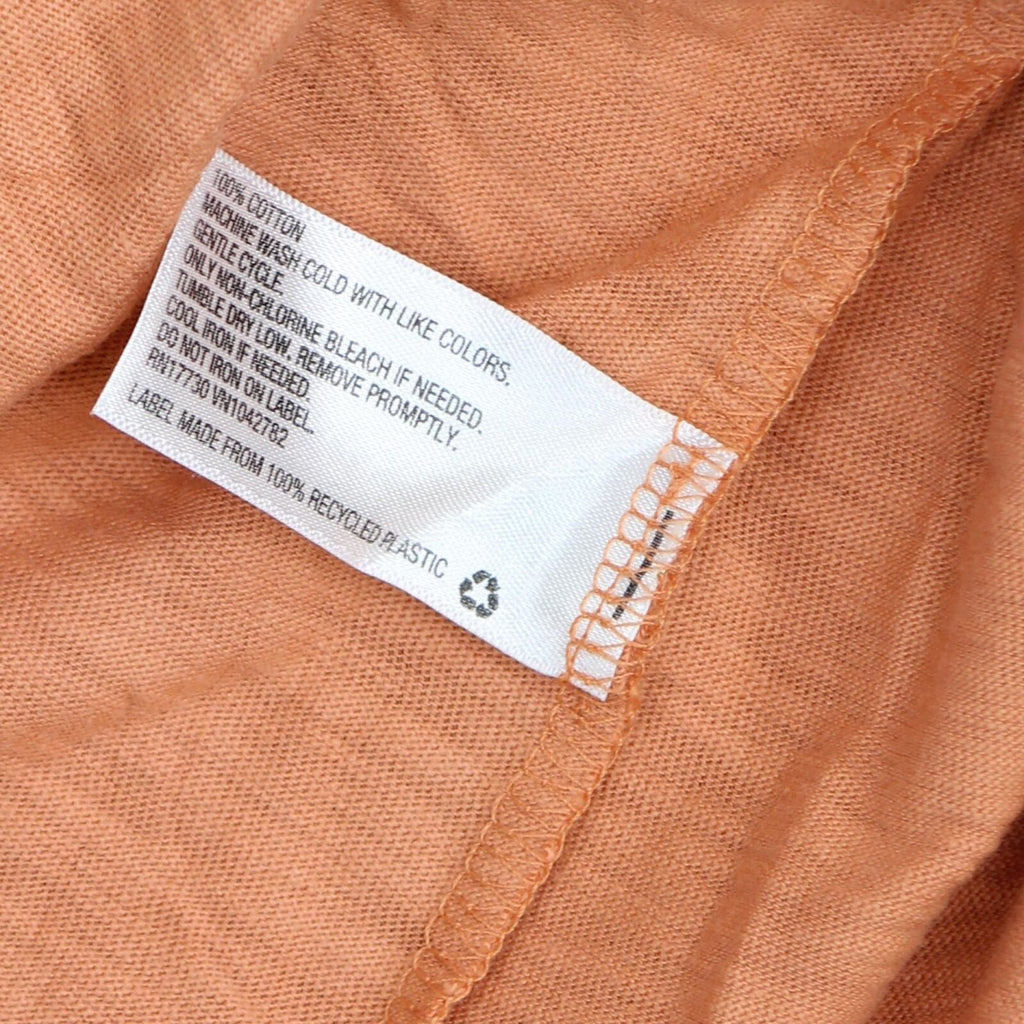 100% COTTON
MACHINE WASH COLD WITH LIKE COLORS.
GENTLE CYCLE.
ONLY NON-CHLORINE BLEACH IF NEEDED.
TUMBLE DRY LOW. REMOVE PROMPTLY.
COOL IRON IF NEEDED.
DO NOT IRON ON LABEL.
RN17730 VN1042782
LABEL MADE FROM 100% RECYCLED PLASTIC